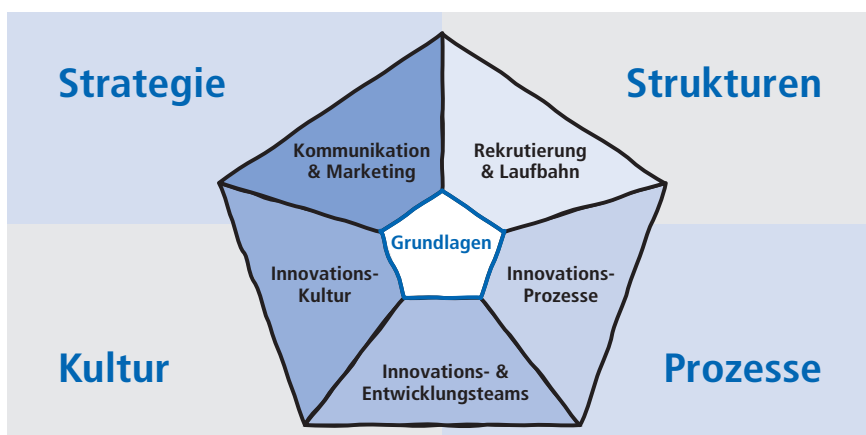 Strategie
Strukturen
Kommunikation
& Marketing
Rekrutierung
& Laufbahn
Grundlagen
Innovations-
Kultur
Innovations-
Prozesse
Innovations- &
Entwicklungsteams
Kultur
Prozesse